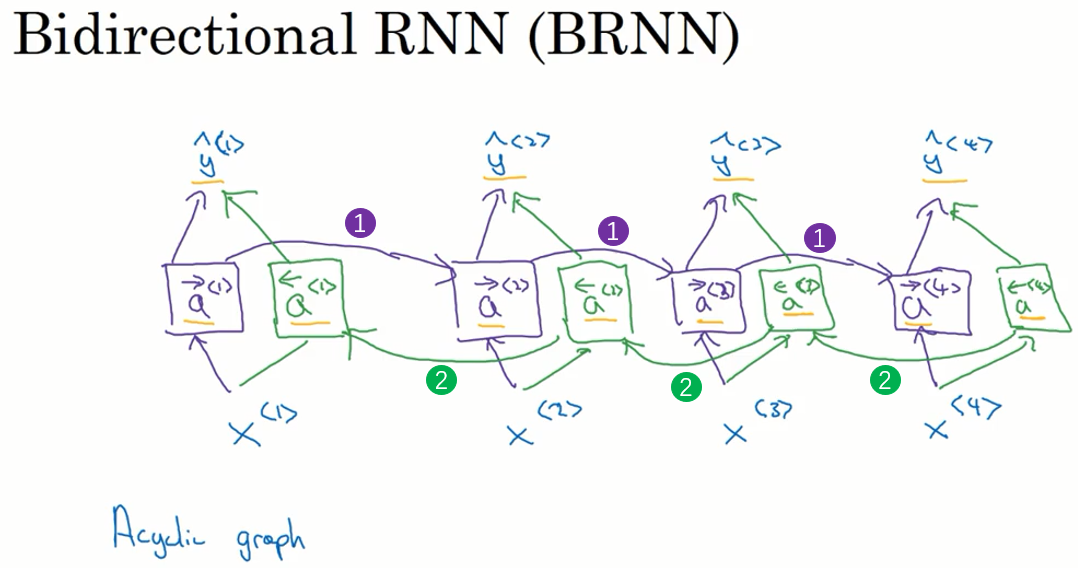 Bidirectional RNN (BRNN)
ŷ<1> ŷ<2> ŷ<3> ŷ<4>
1 1 1
→a<1> ←a<1> →a<2> ←a<2> →a<3> ←a<3> →a<4> ←a<4>
2 2 2
x<1> x<2> x<3> x<4>
Acyclic graph